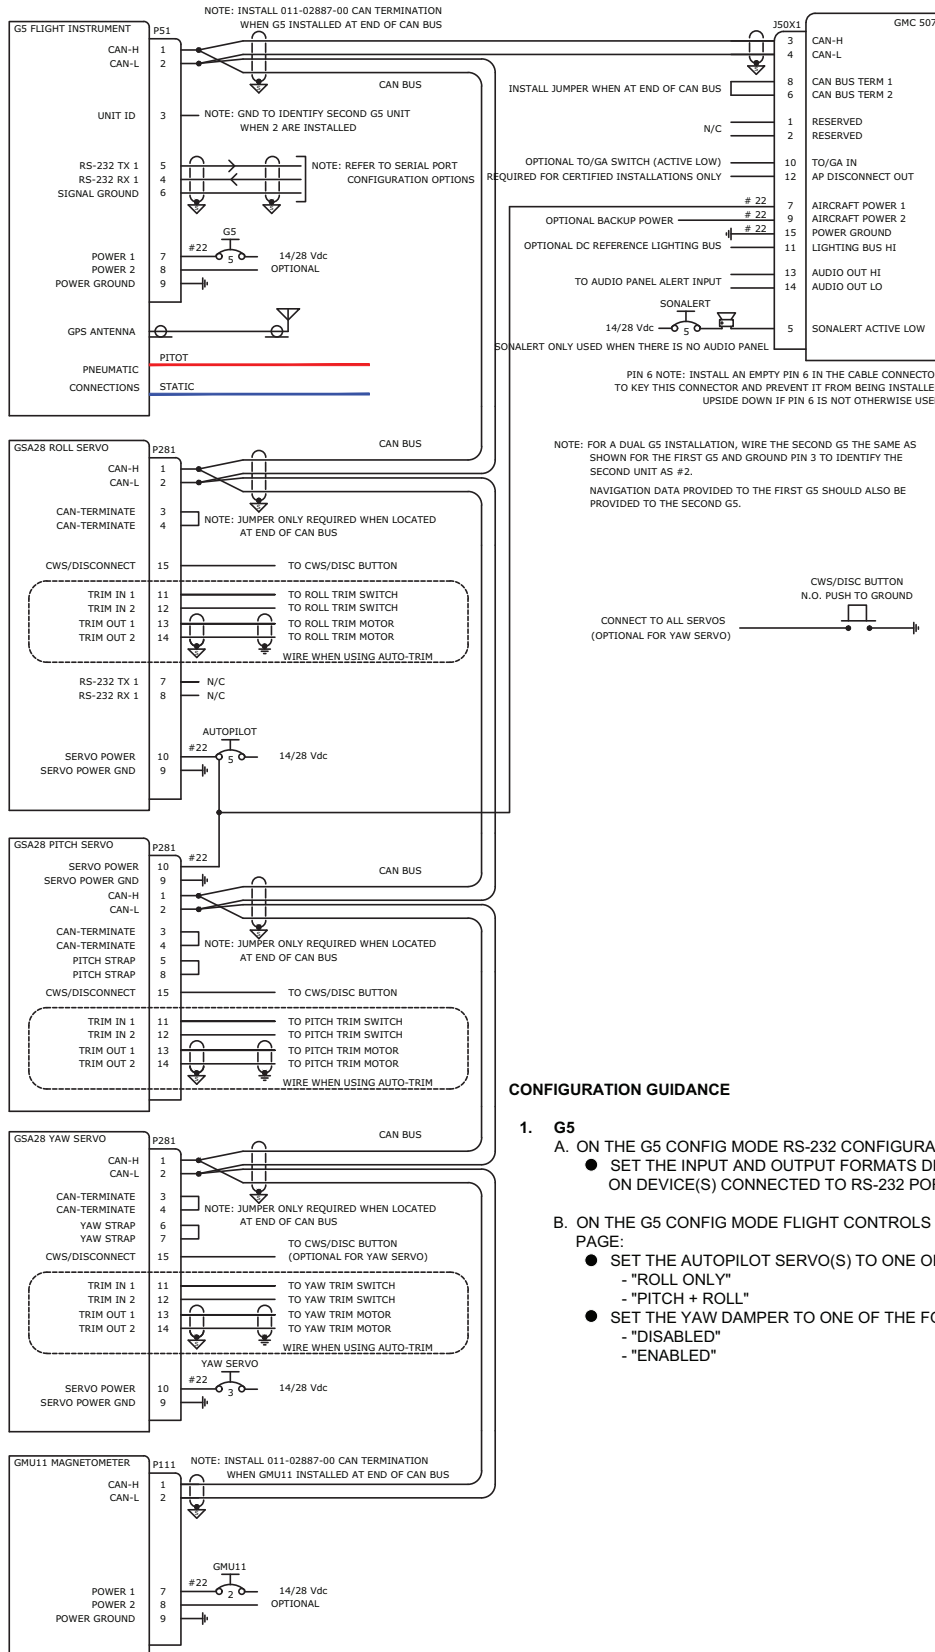 NOTE: INSTALL 011-02887-00 CAN TERMINATION
WHEN G5 INSTALLED AT END OF CAN BUS
G5 FLIGHT INSTRUMENT
P51
CAN-H 1
CAN-L 2
CAN BUS
UNIT ID 3
NOTE: GND TO IDENTIFY SECOND G5 UNIT
WHEN 2 ARE INSTALLED
RS-232 TX 1 5
RS-232 RX 1 4
SIGNAL GROUND 6
NOTE: REFER TO SERIAL PORT
CONFIGURATION OPTIONS
G5
POWER 1 7 #22 5 14/28 Vdc
POWER 2 8 OPTIONAL
POWER GROUND 9
GPS ANTENNA
PNEUMATIC
CONNECTIONS
PITOT
STATIC
J50X1
GMC 507
3 CAN-H
4 CAN-L
INSTALL JUMPER WHEN AT END OF CAN BUS
8 CAN BUS TERM 1
6 CAN BUS TERM 2
N/C
1 RESERVED
2 RESERVED
OPTIONAL TO/GA SWITCH (ACTIVE LOW) 10 TO/GA IN
REQUIRED FOR CERTIFIED INSTALLATIONS ONLY 12 AP DISCONNECT OUT
# 22 7 AIRCRAFT POWER 1
OPTIONAL BACKUP POWER # 22 9 AIRCRAFT POWER 2
# 22 15 POWER GROUND
OPTIONAL DC REFERENCE LIGHTING BUS 11 LIGHTING BUS HI
TO AUDIO PANEL ALERT INPUT
13 AUDIO OUT HI
14 AUDIO OUT LO
SONALERT
14/28 Vdc 5 5 SONALERT ACTIVE LOW
SONALERT ONLY USED WHEN THERE IS NO AUDIO PANEL
PIN 6 NOTE: INSTALL AN EMPTY PIN 6 IN THE CABLE CONNECTO
TO KEY THIS CONNECTOR AND PREVENT IT FROM BEING INSTALLE
UPSIDE DOWN IF PIN 6 IS NOT OTHERWISE USE
NOTE: FOR A DUAL G5 INSTALLATION, WIRE THE SECOND G5 THE SAME AS
SHOWN FOR THE FIRST G5 AND GROUND PIN 3 TO IDENTIFY THE
SECOND UNIT AS #2.
NAVIGATION DATA PROVIDED TO THE FIRST G5 SHOULD ALSO BE
PROVIDED TO THE SECOND G5.
CWS/DISC BUTTON
N.O. PUSH TO GROUND
CONNECT TO ALL SERVOS
(OPTIONAL FOR YAW SERVO)
GSA28 ROLL SERVO
P281
CAN BUS
CAN-H 1
CAN-L 2
CAN-TERMINATE 3
CAN-TERMINATE 4
NOTE: JUMPER ONLY REQUIRED WHEN LOCATED
AT END OF CAN BUS
CWS/DISCONNECT 15 TO CWS/DISC BUTTON
TRIM IN 1 11 TO ROLL TRIM SWITCH
TRIM IN 2 12 TO ROLL TRIM SWITCH
TRIM OUT 1 13 TO ROLL TRIM MOTOR
TRIM OUT 2 14 TO ROLL TRIM MOTOR
WIRE WHEN USING AUTO-TRIM
RS-232 TX 1 7 N/C
RS-232 RX 1 8 N/C
AUTOPILOT
SERVO POWER 10 #22 5 14/28 Vdc
SERVO POWER GND 9
GSA28 PITCH SERVO
P281
SERVO POWER 10 #22
SERVO POWER GND 9
CAN BUS
CAN-H 1
CAN-L 2
CAN-TERMINATE 3
CAN-TERMINATE 4
NOTE: JUMPER ONLY REQUIRED WHEN LOCATED
AT END OF CAN BUS
PITCH STRAP 5
PITCH STRAP 8
CWS/DISCONNECT 15 TO CWS/DISC BUTTON
TRIM IN 1 11 TO PITCH TRIM SWITCH
TRIM IN 2 12 TO PITCH TRIM SWITCH
TRIM OUT 1 13 TO PITCH TRIM MOTOR
TRIM OUT 2 14 TO PITCH TRIM MOTOR
WIRE WHEN USING AUTO-TRIM
GSA28 YAW SERVO
P281
CAN BUS
CAN-H 1
CAN-L 2
CAN-TERMINATE 3
CAN-TERMINATE 4
NOTE: JUMPER ONLY REQUIRED WHEN LOCATED
AT END OF CAN BUS
YAW STRAP 6
YAW STRAP 7
CWS/DISCONNECT 15
TO CWS/DISC BUTTON
(OPTIONAL FOR YAW SERVO)
TRIM IN 1 11 TO YAW TRIM SWITCH
TRIM IN 2 12 TO YAW TRIM SWITCH
TRIM OUT 1 13 TO YAW TRIM MOTOR
TRIM OUT 2 14 TO YAW TRIM MOTOR
WIRE WHEN USING AUTO-TRIM
YAW SERVO
SERVO POWER 10 #22 3 14/28 Vdc
SERVO POWER GND 9
GMU11 MAGNETOMETER
P111
NOTE: INSTALL 011-02887-00 CAN TERMINATION
WHEN GMU11 INSTALLED AT END OF CAN BUS
CAN-H 1
CAN-L 2
GMU11
POWER 1 7 #22 2 14/28 Vdc
POWER 2 8 OPTIONAL
POWER GROUND 9
CONFIGURATION GUIDANCE
1. G5
A. ON THE G5 CONFIG MODE RS-232 CONFIGURA
● SET THE INPUT AND OUTPUT FORMATS D
ON DEVICE(S) CONNECTED TO RS-232 POR
B. ON THE G5 CONFIG MODE FLIGHT CONTROLS
PAGE:
● SET THE AUTOPILOT SERVO(S) TO ONE O
- "ROLL ONLY"
- "PITCH + ROLL"
● SET THE YAW DAMPER TO ONE OF THE FO
- "DISABLED"
- "ENABLED"